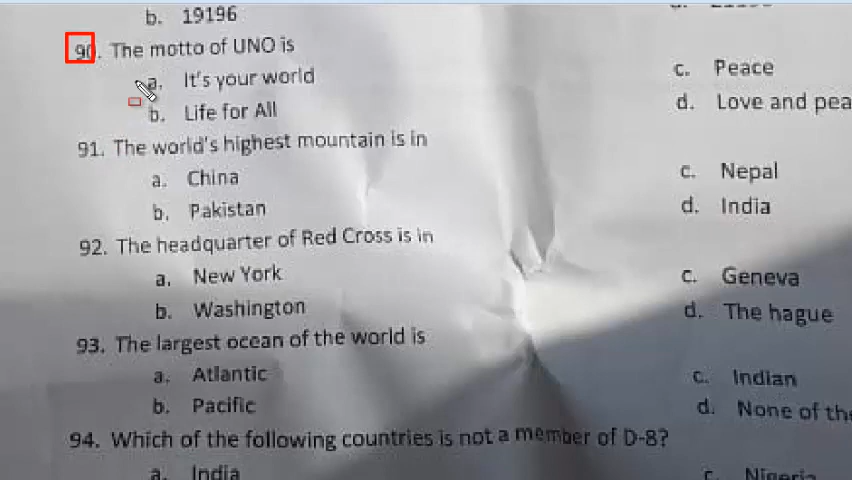 b. 19196
90. The motto of UNO is
a. It's your world
c. Peace
b. Life for All
d. Love and pea
91. The world's highest mountain is in
a. China
c. Nepal
b. Pakistan
d. India
92. The headquarter of Red Cross is in
a. New York
c. Geneva
b. Washington
d. The hague
93. The largest ocean of the world is
a. Atlantic
c. Indian
b. Pacific
d. None of the
94. Which of the following countries is not a member of D-8?
a. India
c. Nigeria